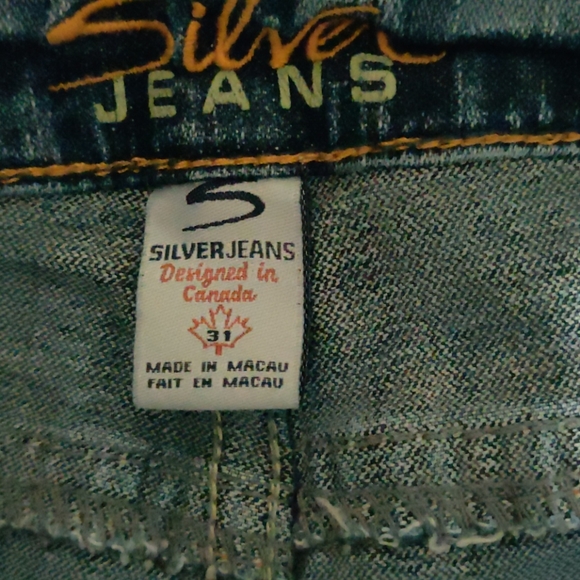 Silver
JEANS
S
SILVERJEANS
Designed in
Canada
31
MADE IN MACAU
FAIT EN MACAU